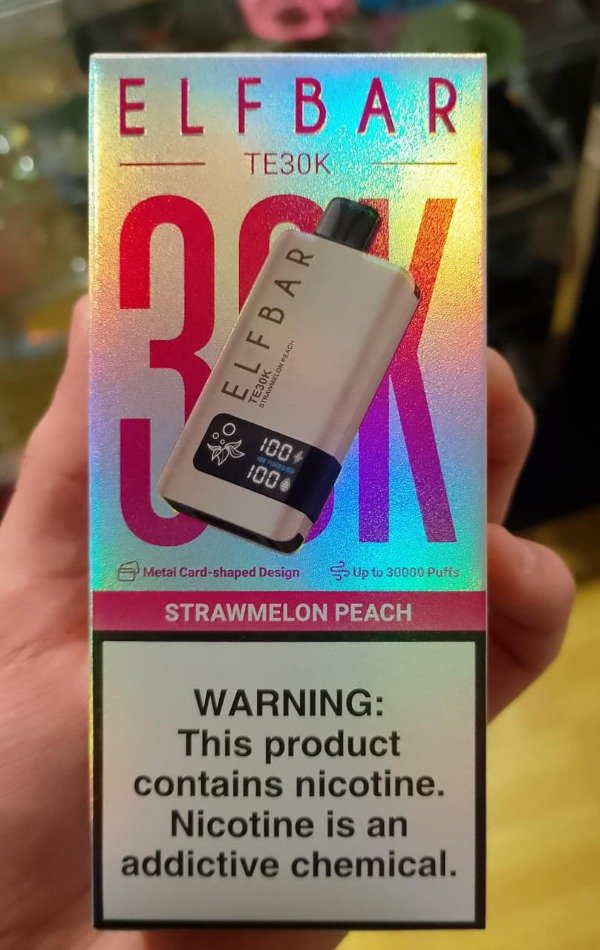 ELFBAR
TE30K
30K
ELFBAR
TE30K
STRAWMELON PEACH
100
100
Metal Card-shaped Design
Up to 30000 Puffs
STRAWMELON PEACH
WARNING:
This product
contains nicotine.
Nicotine is an
addictive chemical.